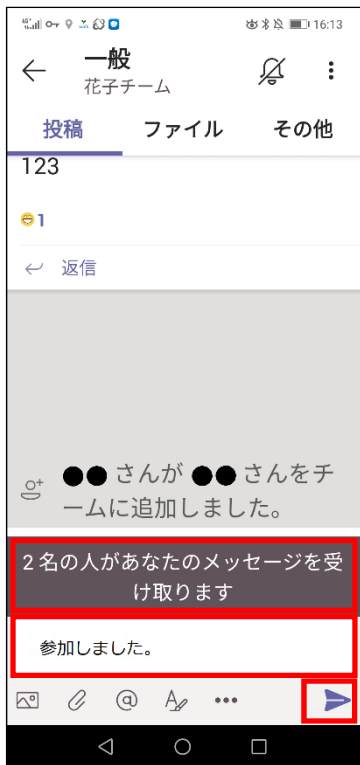 16:13
一般
花子チーム
投稿 ファイル その他
123
1
返信
●● さんが ●● さんをチ
ームに追加しました。
2 名の人があなたのメッセージを受
け取ります
参加しました。